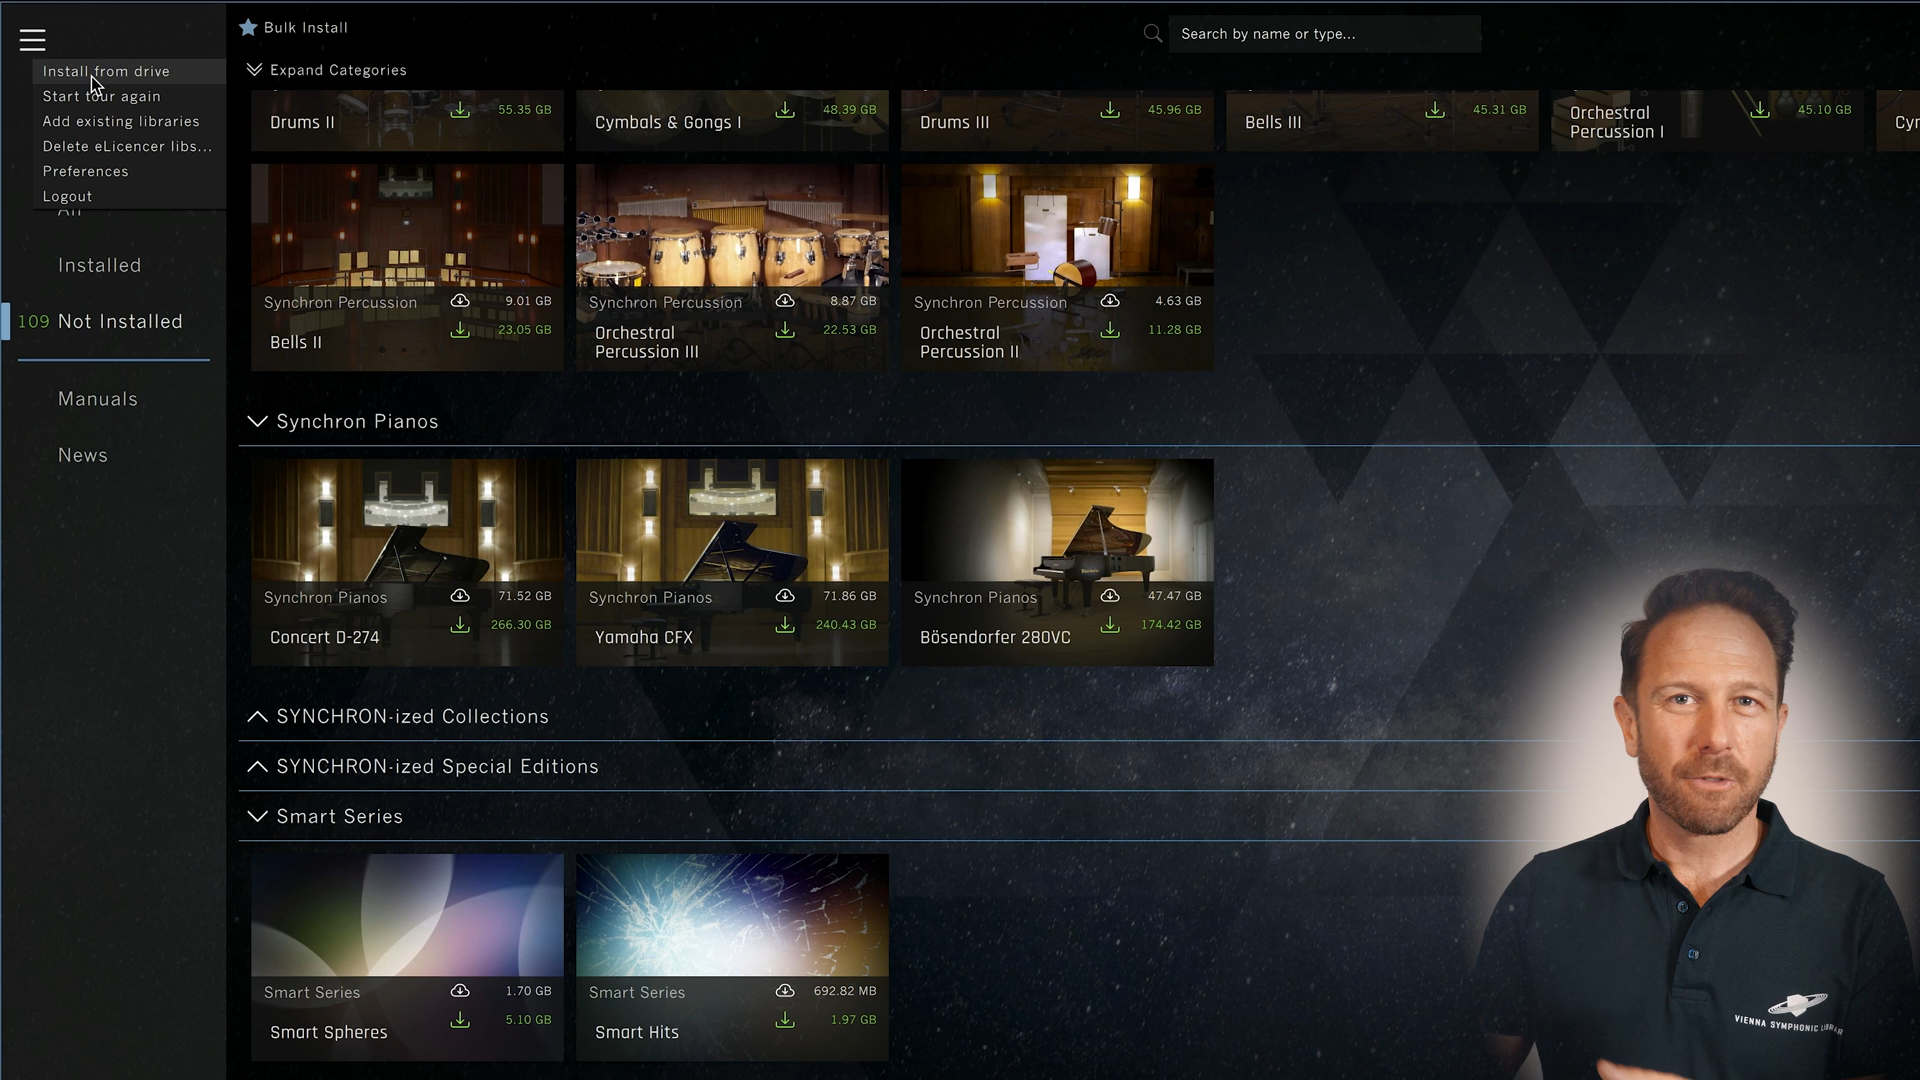 Bulk Install
Search by name or type...
Install from drive
Start tour again
Add existing libraries
Delete eLicencer libs...
Preferences
Logout
All
Installed
109 Not Installed
Manuals
News
Expand Categories
55.35 GB
Drums II
48.39 GB
Cymbals & Gongs I
45.96 GB
Drums III
45.31 GB
Bells III
45.10 GB
Orchestral
Percussion I
Synchron Percussion 9.01 GB
23.05 GB
Bells II
Synchron Percussion 8.87 GB
22.53 GB
Orchestral
Percussion III
Synchron Percussion 4.63 GB
11.28 GB
Orchestral
Percussion II
Synchron Pianos
Synchron Pianos 71.52 GB
266.30 GB
Concert D-274
Synchron Pianos 71.86 GB
240.43 GB
Yamaha CFX
Synchron Pianos 47.47 GB
174.42 GB
Bösendorfer 280VC
SYNCHRON-ized Collections
SYNCHRON-ized Special Editions
Smart Series
Smart Series 1.70 GB
5.10 GB
Smart Spheres
Smart Series 692.82 MB
1.97 GB
Smart Hits
VIENNA SYMPHONIC LIBRARY